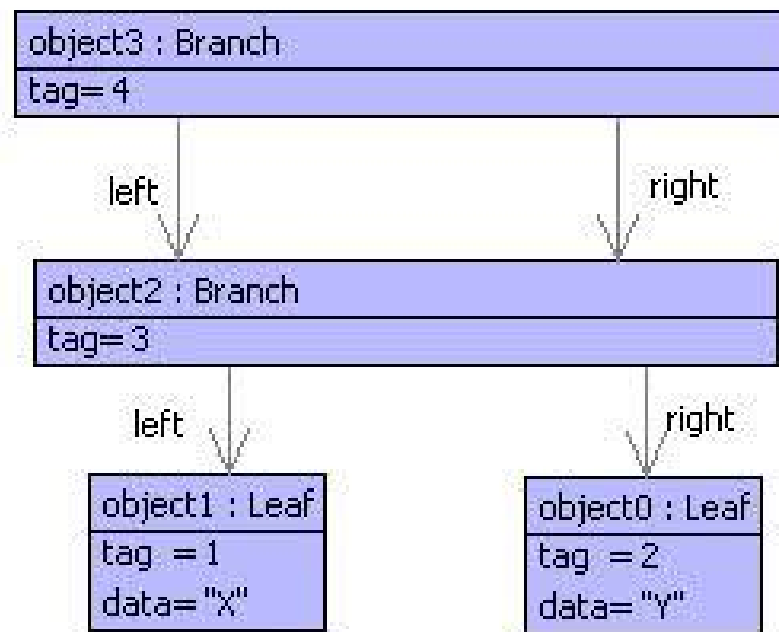 object3 : Branch
tag= 4
left
right
object2 : Branch
tag= 3
left
right
object1 : Leaf
tag = 1
data= "X"
object0 : Leaf
tag = 2
data= "Y"